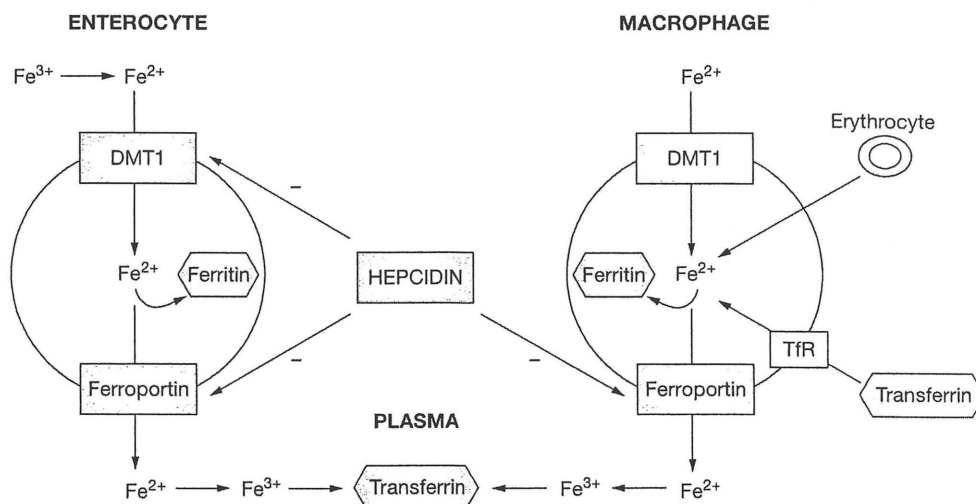 ENTEROCYTE
MACROPHAGE
Fe³⁺
Fe²⁺
Fe²⁺
Erythrocyte
DMT1
DMT1
–
Fe²⁺
Ferritin
HEPCIDIN
Ferritin
Fe²⁺
–
–
TfR
Ferroportin
Ferroportin
Transferrin
PLASMA
Fe²⁺
Fe³⁺
Transferrin
Fe³⁺
Fe²⁺